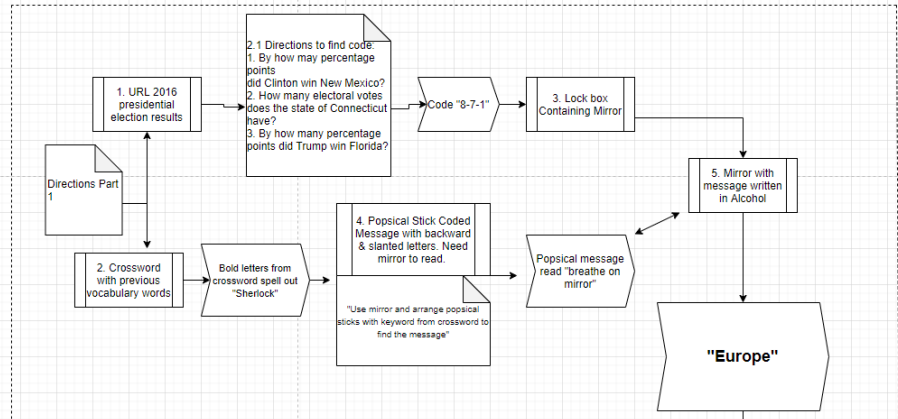 2.1 Directions to find code:
1. By how may percentage
points
did Clinton win New Mexico?
2. How many electoral votes
does the state of Connecticut
have?
3. By how many percentage
points did Trump win Florida?
1. URL 2016
presidential
election results
Code "8-7-1"
3. Lock box
Containing Mirror
Directions Part
1
5. Mirror with
message written
in Alcohol
2. Crossword
with previous
vocabulary words
Bold letters from
crossword spell out
"Sherlock"
4. Popsical Stick Coded
Message with backward
& slanted letters. Need
mirror to read.
"Use mirror and arrange popsical
sticks with keyword from crossword to
find the message"
Popsical message
read "breathe on
mirror"
"Europe"